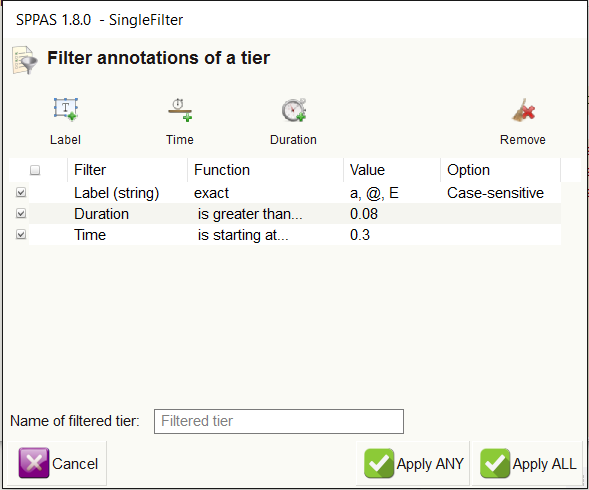 SPPAS 1.8.0 - SingleFilter
Filter annotations of a tier
T
Label Time Duration Remove
Filter Function Value Option
Label (string) exact a, @, E Case-sensitive
Duration is greater than... 0.08
Time is starting at... 0.3
Name of filtered tier: Filtered tier
Cancel Apply ANY Apply ALL